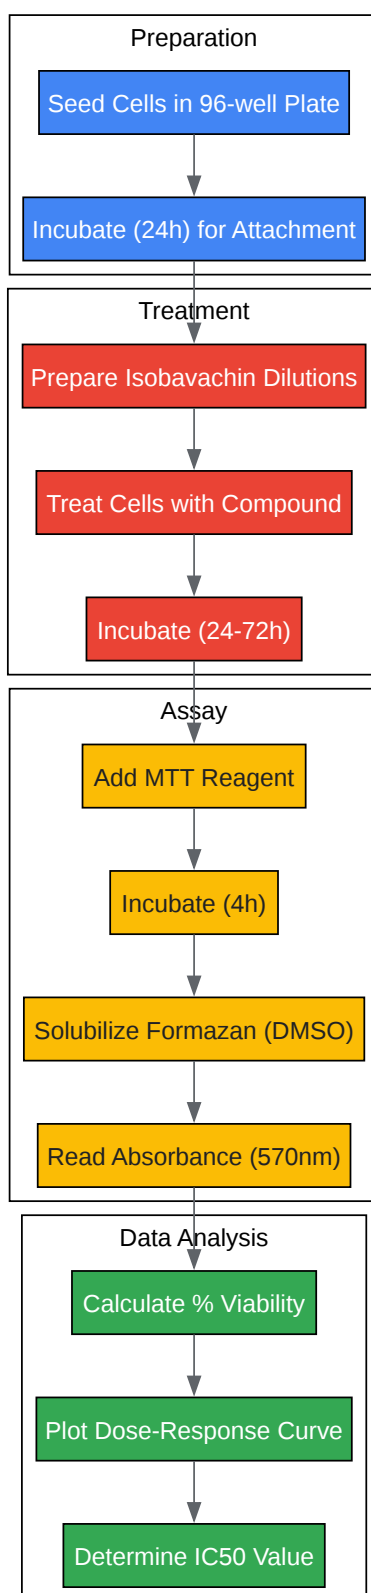 Preparation
Seed Cells in 96-well Plate
Incubate (24h) for Attachment
Treatment
Prepare Isobavachin Dilutions
Treat Cells with Compound
Incubate (24-72h)
Assay
Add MTT Reagent
Incubate (4h)
Solubilize Formazan (DMSO)
Read Absorbance (570nm)
Data Analysis
Calculate % Viability
Plot Dose-Response Curve
Determine IC50 Value